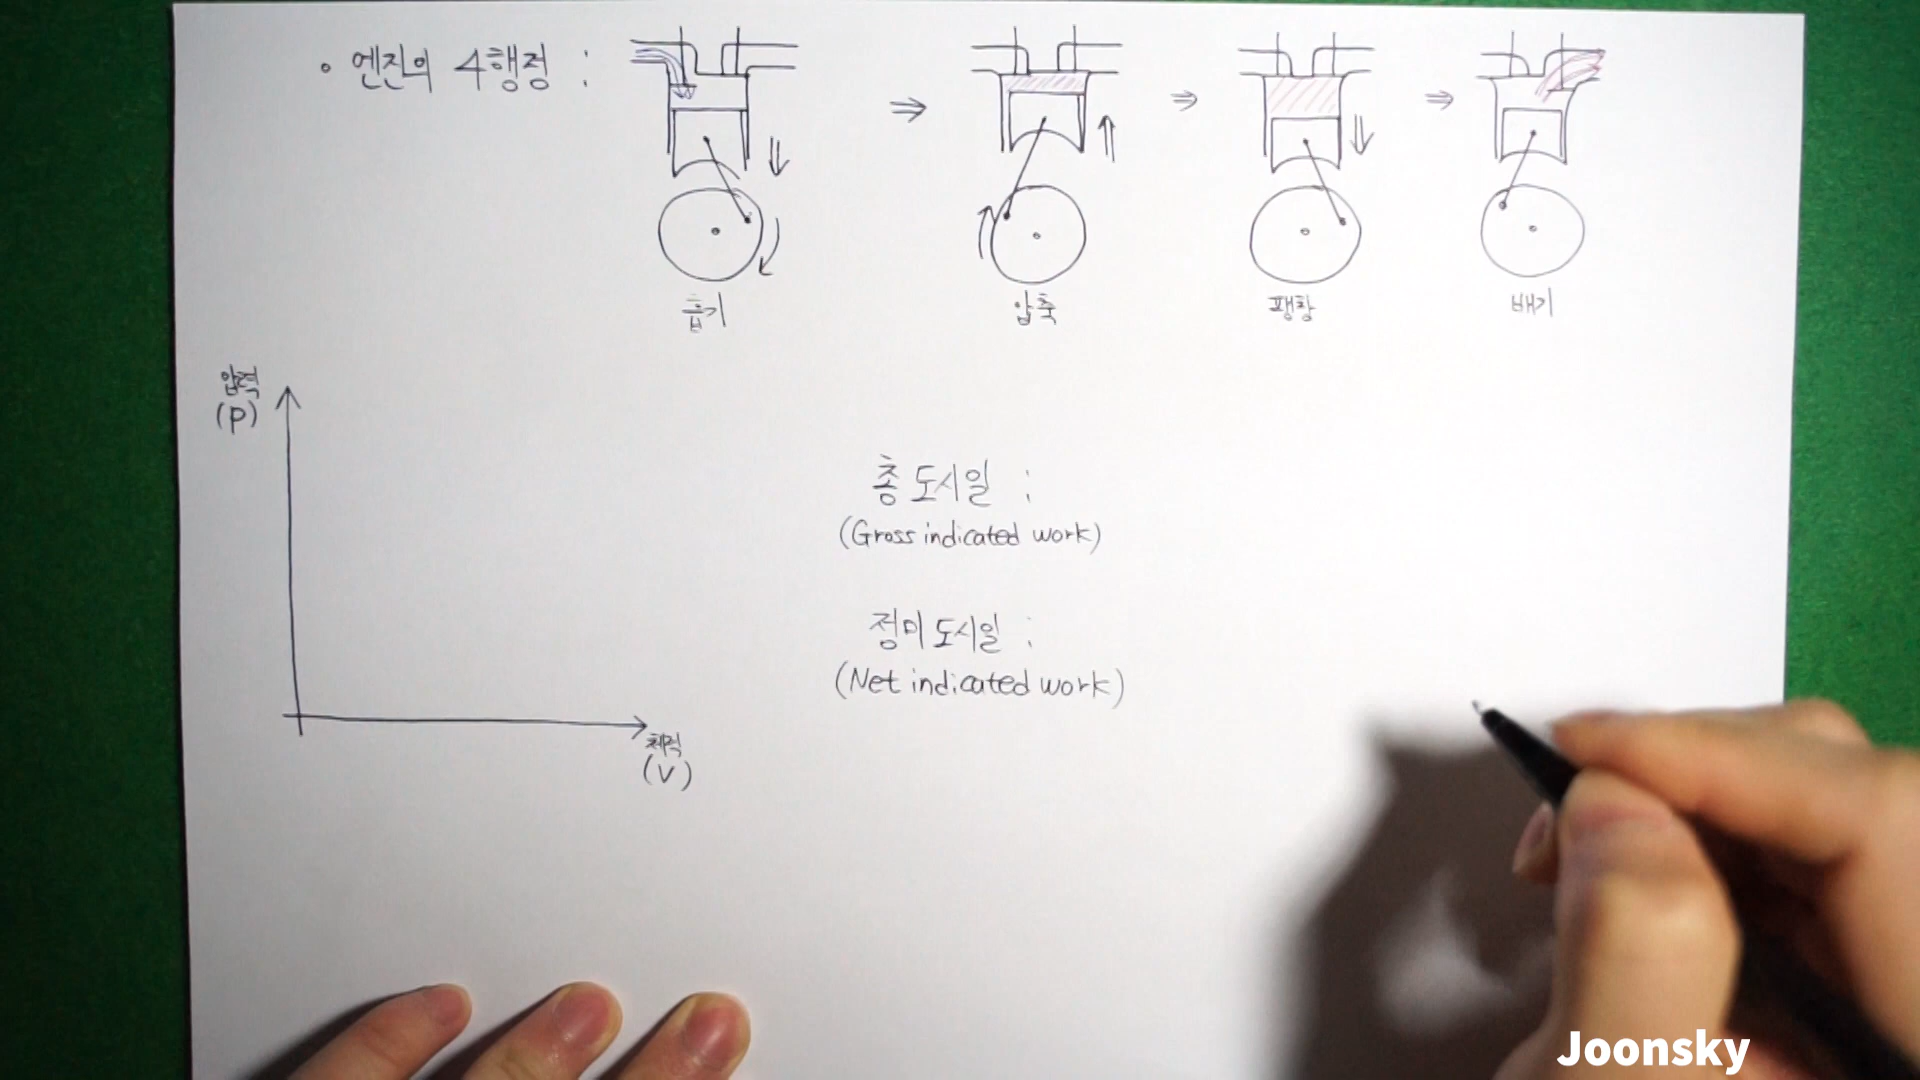 엔진의 4행정 :
흡기
압축
팽창
배기
압력
(P)
체적
(V)
총 도시일 :
(Gross indicated work)
정미 도시일 :
(Net indicated work)
Joonsky